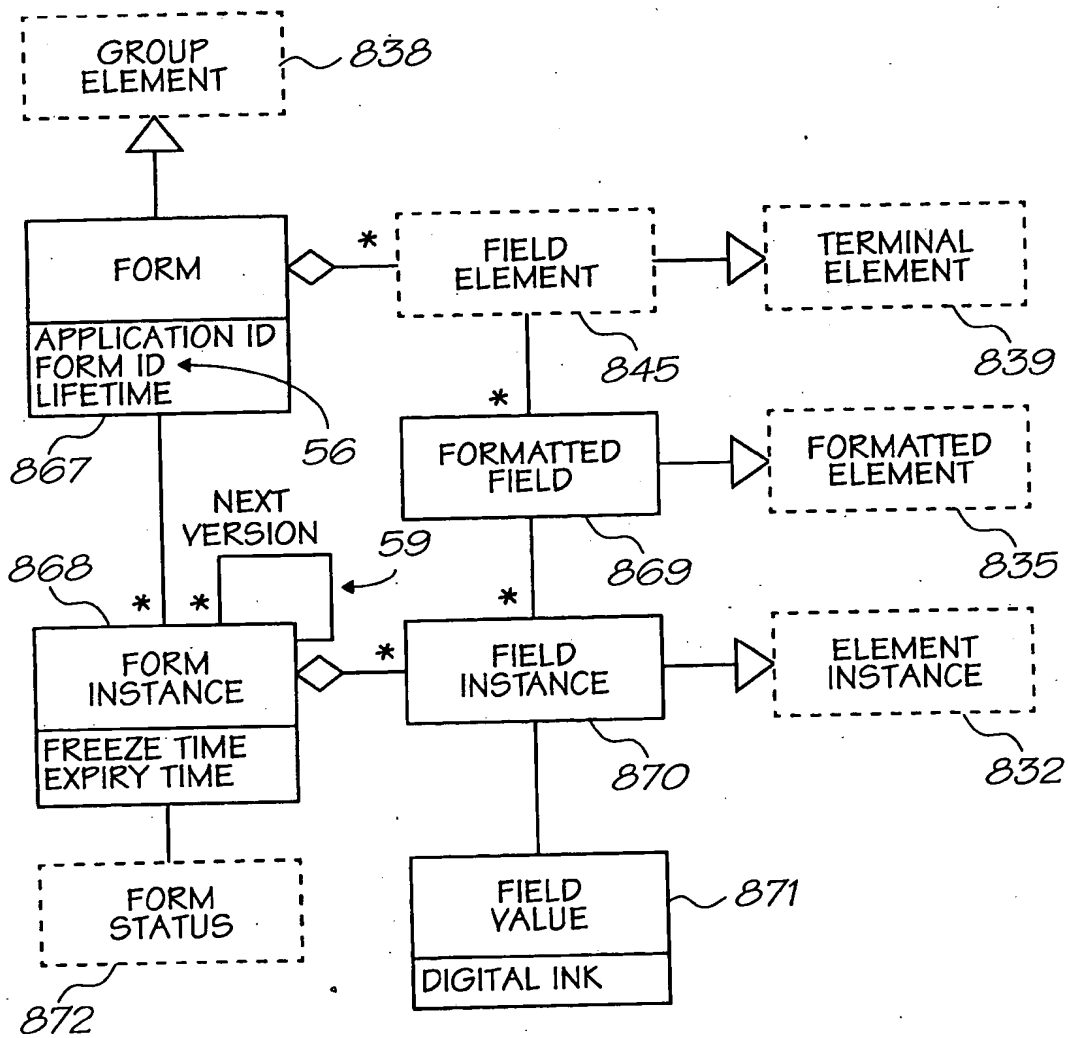 GROUP
ELEMENT
838
FORM
APPLICATION ID
FORM ID
LIFETIME
867
56
*
FIELD
ELEMENT
845
TERMINAL
ELEMENT
839
*
FORMATTED
FIELD
869
FORMATTED
ELEMENT
835
NEXT
VERSION
59
868
*
*
FORM
INSTANCE
FREEZE TIME
EXPIRY TIME
*
*
FIELD
INSTANCE
870
ELEMENT
INSTANCE
832
FORM
STATUS
872
FIELD
VALUE
DIGITAL INK
871